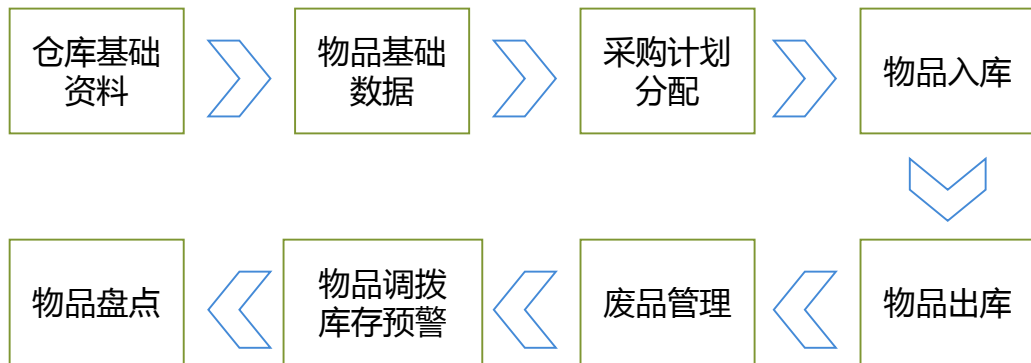 仓库基础
资料
物品基础
数据
采购计划
分配
物品入库
物品盘点
物品调拨
库存预警
废品管理
物品出库